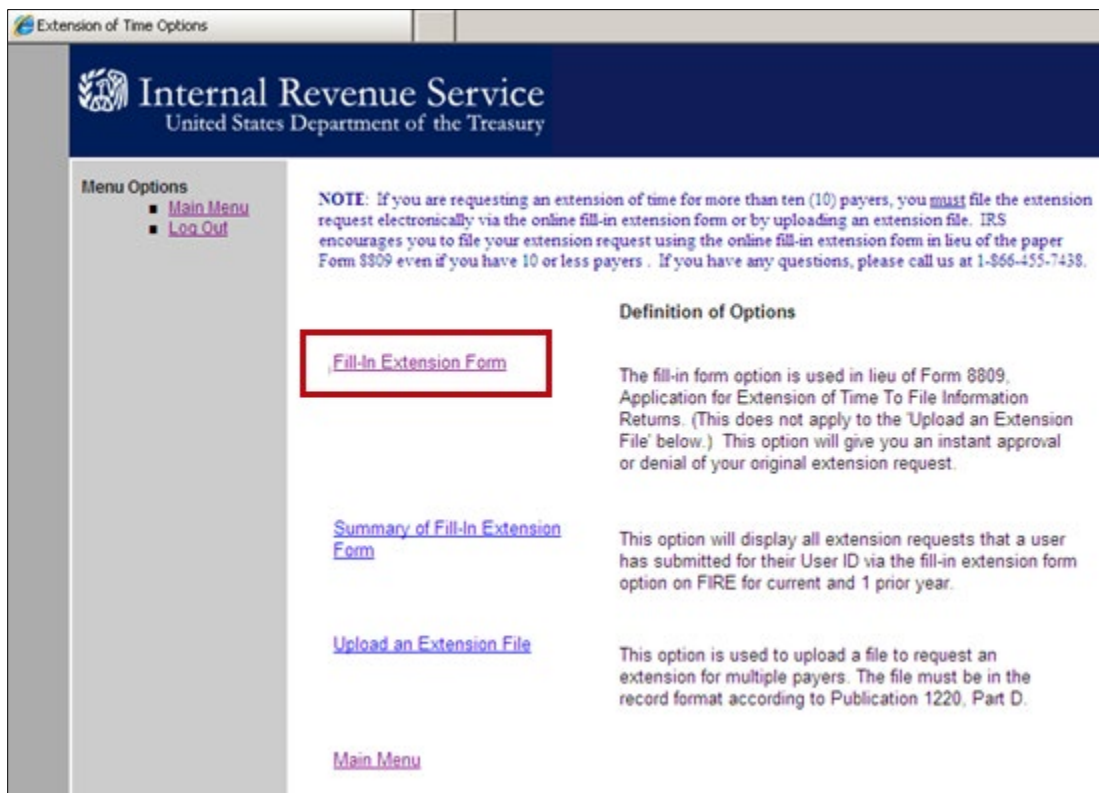 Extension of Time Options
Internal Revenue Service
United States Department of the Treasury
Menu Options
Main Menu
Log Out
NOTE: If you are requesting an extension of time for more than ten (10) payers, you must file the extension
request electronically via the online fill-in extension form or by uploading an extension file. IRS
encourages you to file your extension request using the online fill-in extension form in lieu of the paper
Form 8809 even if you have 10 or less payers . If you have any questions, please call us at 1-866-455-7438.
Definition of Options
Fill-In Extension Form
The fill-in form option is used in lieu of Form 8809,
Application for Extension of Time To File Information
Returns. (This does not apply to the 'Upload an Extension
File' below.) This option will give you an instant approval
or denial of your original extension request.
Summary of Fill-In Extension
Form
This option will display all extension requests that a user
has submitted for their User ID via the fill-in extension form
option on FIRE for current and 1 prior year.
Upload an Extension File
This option is used to upload a file to request an
extension for multiple payers. The file must be in the
record format according to Publication 1220, Part D.
Main Menu